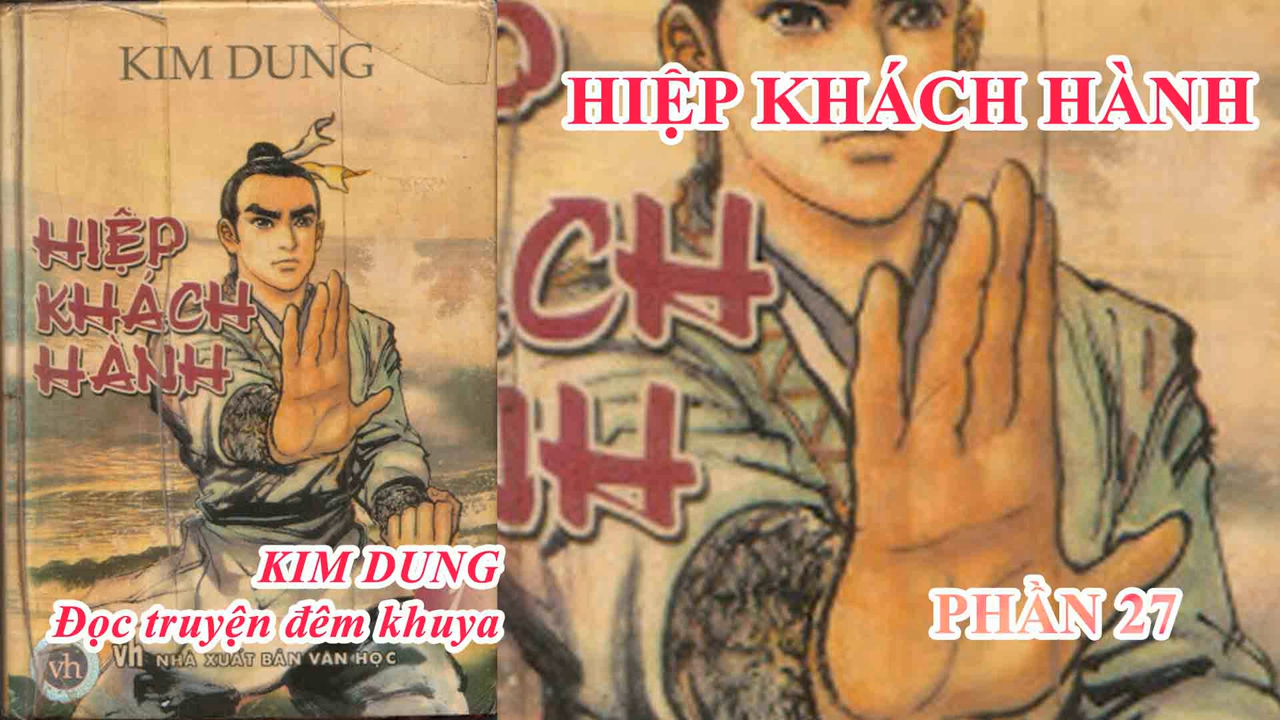 KIM DUNG
HIỆP
KHÁCH
HÀNH
KIM DUNG
Đọc truyện đêm khuya
vh
Vh NHÀ XUẤT BẢN VĂN HỌC
HIỆP KHÁCH HÀNH
P
CH
H
PHẦN 27